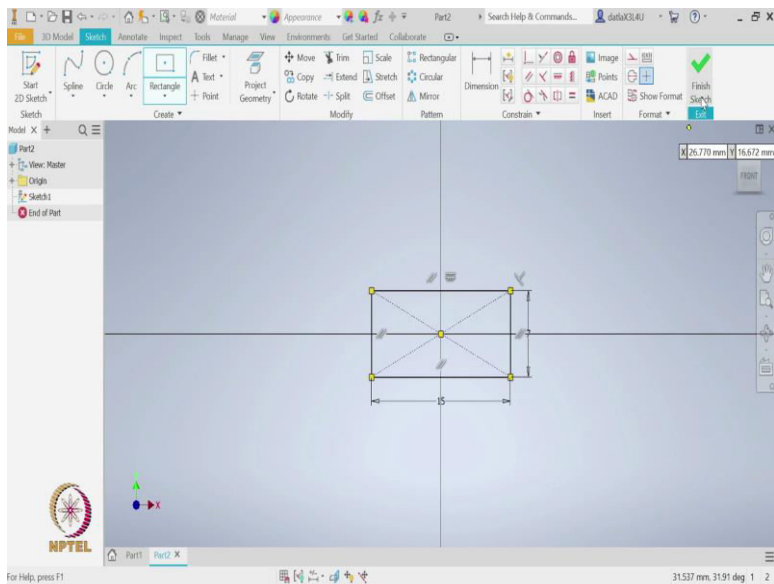 Material Appearance Part2 Search Help & Commands... datlaX3L4U
File 3D Model Sketch Annotate Inspect Tools Manage View Environments Get Started Collaborate
Start 2D Sketch Spline Circle Arc Rectangle Fillet Text Point Project Geometry Move Copy Rotate Trim Extend Split Scale Stretch Offset Rectangular Circular Mirror Dimension Image Points ACAD Show Format Finish Sketch
Sketch Create Modify Pattern Constrain Insert Format Exit
Model X +
Part2
View: Master
Origin
Sketch1
End of Part
X 26.770 mm Y 16.672 mm
FRONT
15
X
NPTEL
Part1 Part2 X
For Help, press F1
31.537 mm, 31.91 deg 1 2